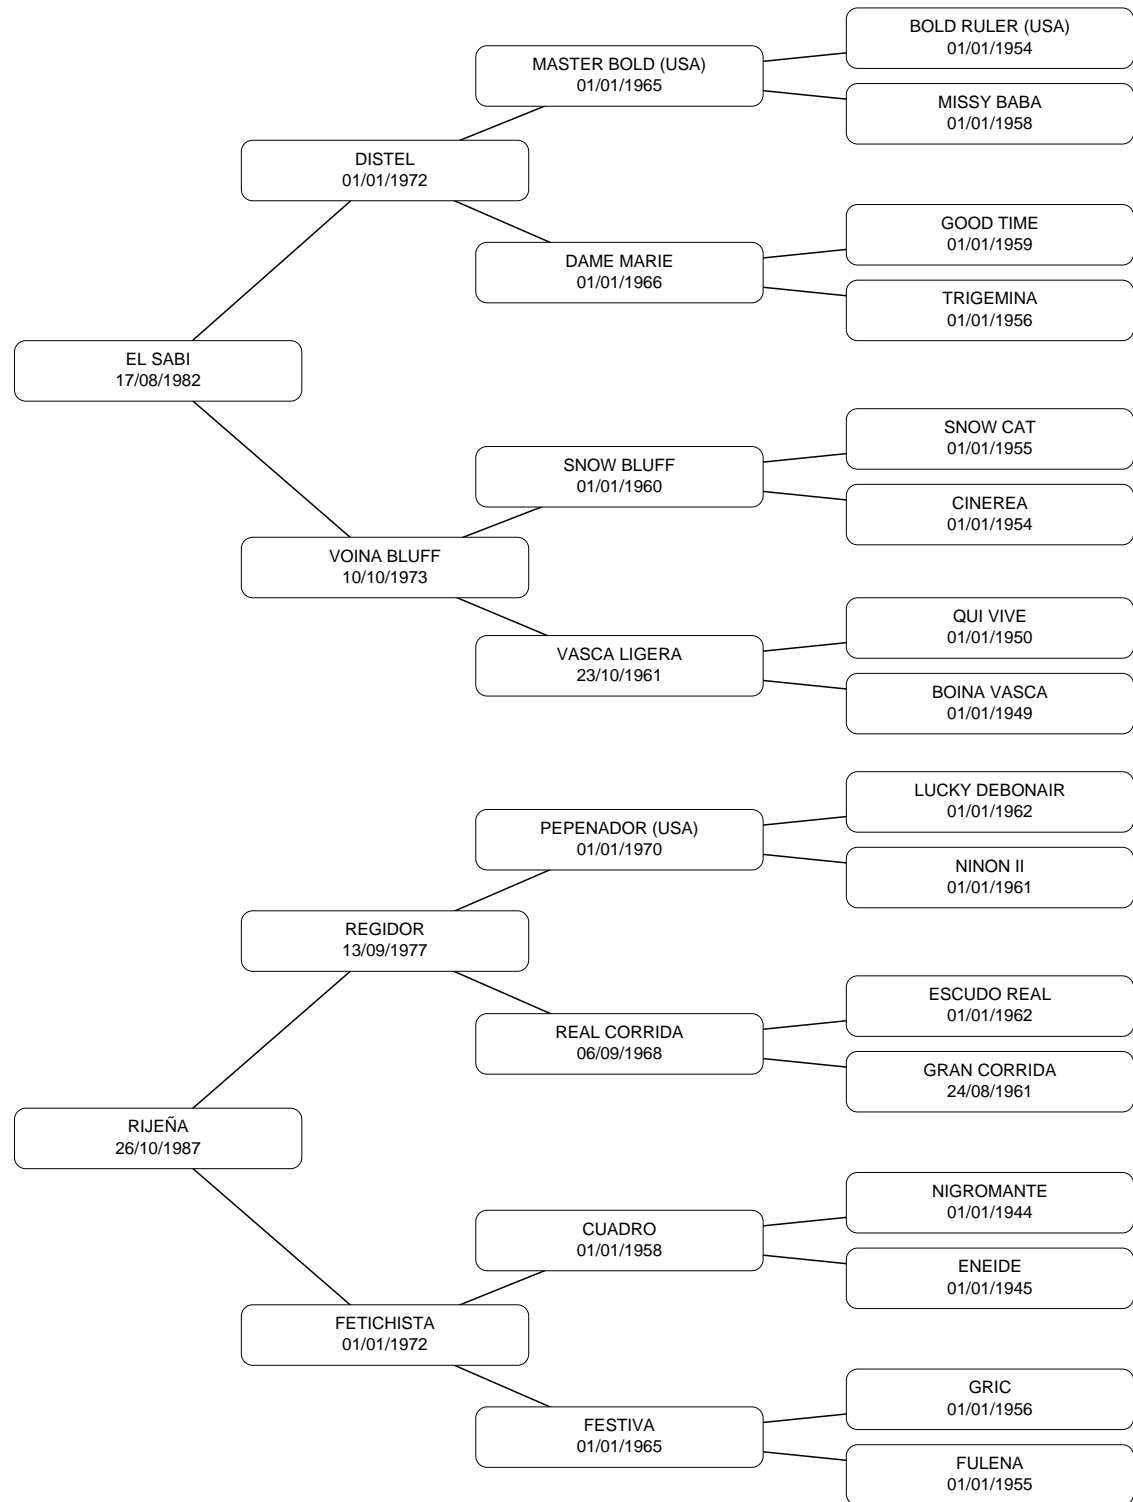 BOLD RULER (USA)
01/01/1954
MASTER BOLD (USA)
01/01/1965
MISSY BABA
01/01/1958
DISTEL
01/01/1972
GOOD TIME
01/01/1959
DAME MARIE
01/01/1966
TRIGEMINA
01/01/1956
EL SABI
17/08/1982
SNOW CAT
01/01/1955
SNOW BLUFF
01/01/1960
CINEREA
01/01/1954
VOINA BLUFF
10/10/1973
QUI VIVE
01/01/1950
VASCA LIGERA
23/10/1961
BOINA VASCA
01/01/1949
LUCKY DEBONAIR
01/01/1962
PEPENADOR (USA)
01/01/1970
NINON II
01/01/1961
REGIDOR
13/09/1977
ESCUDO REAL
01/01/1962
REAL CORRIDA
06/09/1968
GRAN CORRIDA
24/08/1961
RIJEÑA
26/10/1987
NIGROMANTE
01/01/1944
CUADRO
01/01/1958
ENEIDE
01/01/1945
FETICHISTA
01/01/1972
GRIC
01/01/1956
FESTIVA
01/01/1965
FULENA
01/01/1955